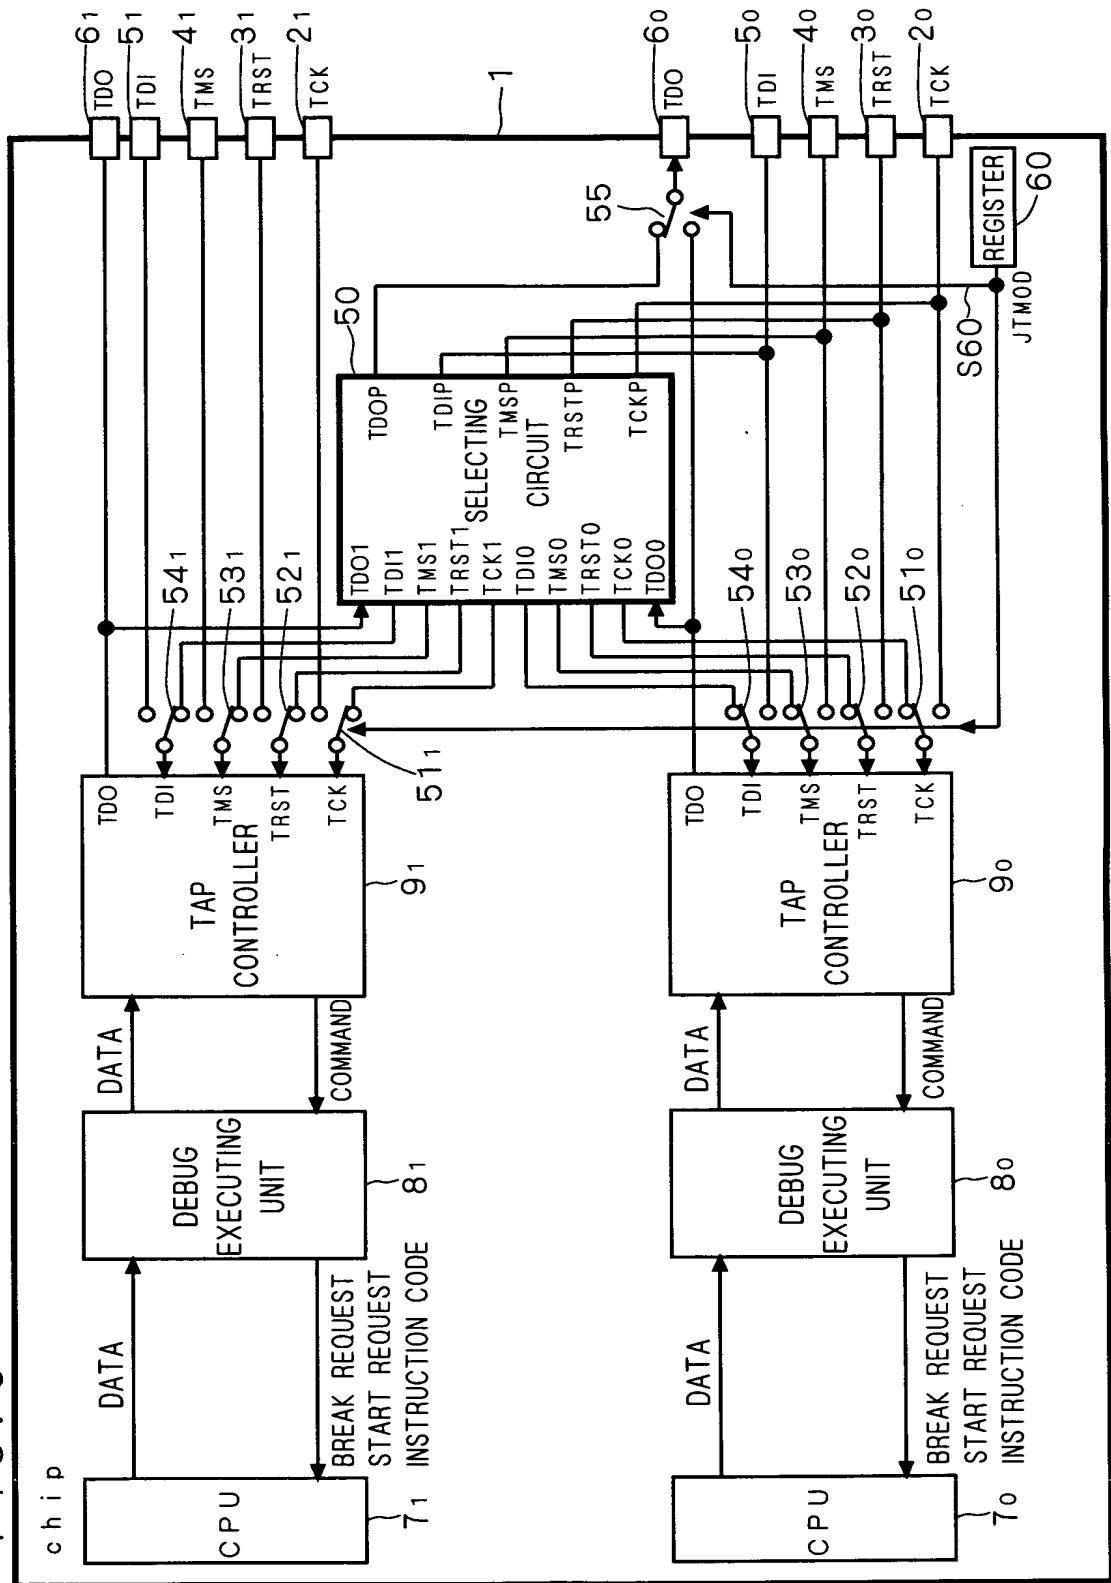 chip
CPU
7₁
DATA
BREAK REQUEST
START REQUEST
INSTRUCTION CODE
DEBUG
EXECUTING
UNIT
8₁
DATA
COMMAND
TAP
CONTROLLER
9₁
TDO
TDI
TMS
TRST
TCK
54₁
53₁
52₁
51₁
CPU
7₀
DATA
BREAK REQUEST
START REQUEST
INSTRUCTION CODE
DEBUG
EXECUTING
UNIT
8₀
DATA
COMMAND
TAP
CONTROLLER
9₀
TDO
TDI
TMS
TRST
TCK
54₀
53₀
52₀
51₀
TDO1
TDI1
TMS1
TRST1
TCK1
TDI0
TMS0
TRST0
TCK0
TDO0
SELECTING
CIRCUIT
TDOP
TDIP
TMSP
TRSTP
TCKP
50
55
S60
JTMOD
REGISTER
60
1
6₁
TDO
5₁
TDI
4₁
TMS
3₁
TRST
2₁
TCK
6₀
TDO
5₀
TDI
4₀
TMS
3₀
TRST
2₀
TCK